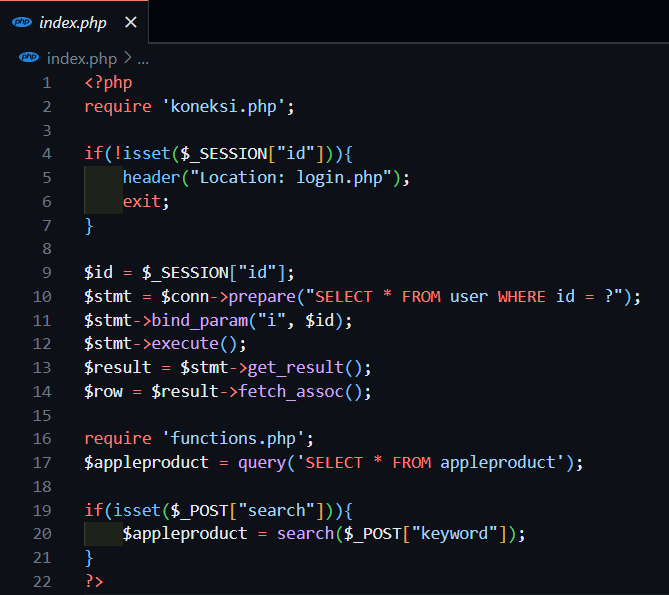 php index.php ×
php index.php > ...
1 <?php
2 require 'koneksi.php';
3
4 if(!isset($_SESSION["id"])){
5     header("Location: login.php");
6     exit;
7 }
8
9 $id = $_SESSION["id"];
10 $stmt = $conn->prepare("SELECT * FROM user WHERE id = ?");
11 $stmt->bind_param("i", $id);
12 $stmt->execute();
13 $result = $stmt->get_result();
14 $row = $result->fetch_assoc();
15
16 require 'functions.php';
17 $appleproduct = query('SELECT * FROM appleproduct');
18
19 if(isset($_POST["search"])){
20     $appleproduct = search($_POST["keyword"]);
21 }
22 ?>